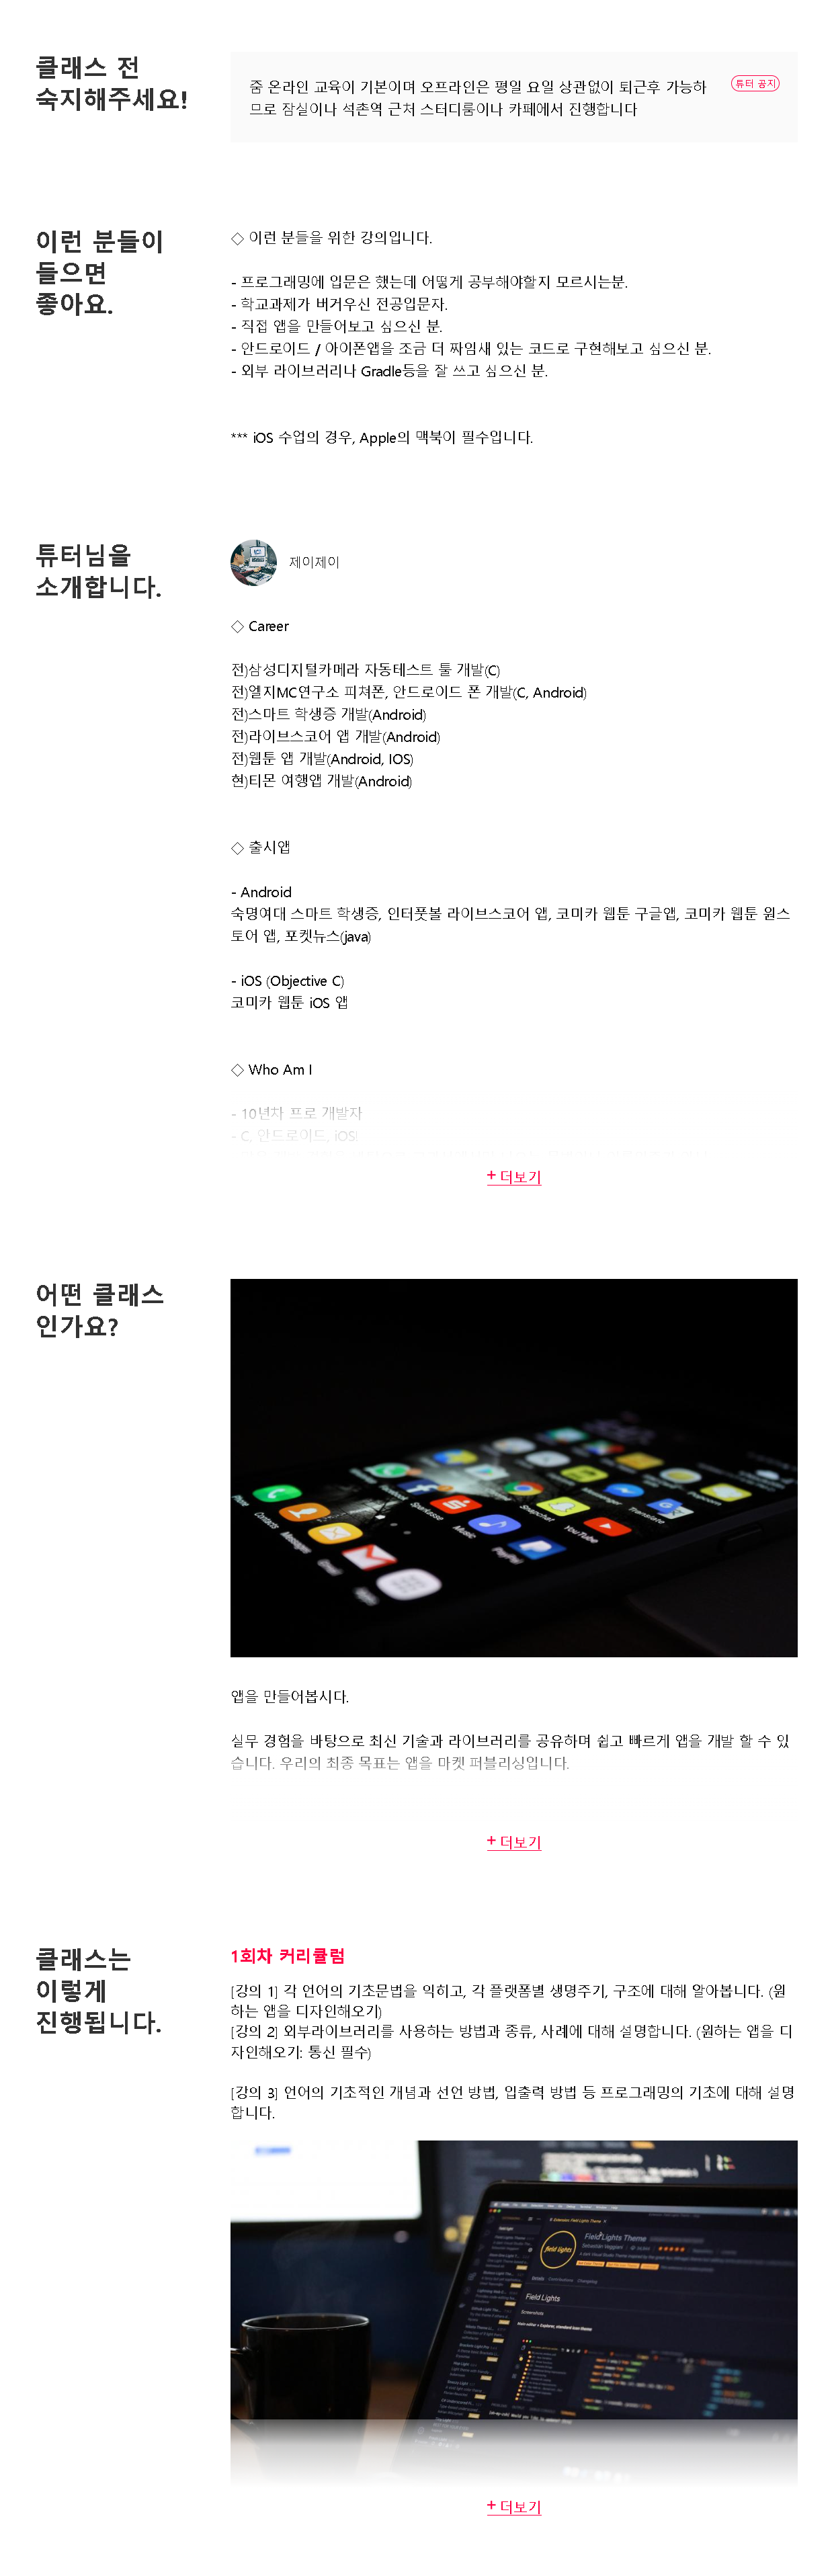 클래스 전
숙지해주세요!
줌 온라인 교육이 기본이며 오프라인은 평일 요일 상관없이 퇴근후 가능하
므로 잠실이나 석촌역 근처 스터디룸이나 카페에서 진행합니다
튜터 공지
이런 분들이
들으면
좋아요.
◇ 이런 분들을 위한 강의입니다.
- 프로그래밍에 입문은 했는데 어떻게 공부해야할지 모르시는분.
- 학교과제가 버거우신 전공입문자.
- 직접 앱을 만들어보고 싶으신 분.
- 안드로이드 / 아이폰앱을 조금 더 짜임새 있는 코드로 구현해보고 싶으신 분.
- 외부 라이브러리나 Gradle등을 잘 쓰고 싶으신 분.
*** iOS 수업의 경우, Apple의 맥북이 필수입니다.
튜터님을
소개합니다.
제이제이
◇ Career
전)삼성디지털카메라 자동테스트 툴 개발(C)
전)엘지MC연구소 피쳐폰, 안드로이드 폰 개발(C, Android)
전)스마트 학생증 개발(Android)
전)라이브스코어 앱 개발(Android)
전)웹툰 앱 개발(Android, IOS)
현)티몬 여행앱 개발(Android)
◇ 출시앱
- Android
숙명여대 스마트 학생증, 인터풋볼 라이브스코어 앱, 코미카 웹툰 구글앱, 코미카 웹툰 원스
토어 앱, 포켓뉴스(java)
- iOS (Objective C)
코미카 웹툰 iOS 앱
◇ Who Am I
- 10년차 프로 개발자
- C, 안드로이드, iOS!
+ 더보기
어떤 클래스
인가요?
Phone
Contacts
Messages
Gmail
Apple
Facebook
Sberbank
Music
PayPal
Chrome
Snapchat
YouTube
Messenger
Translate
Popcorn
앱을 만들어봅시다.
실무 경험을 바탕으로 최신 기술과 라이브러리를 공유하며 쉽고 빠르게 앱을 개발 할 수 있
습니다. 우리의 최종 목표는 앱을 마켓 퍼블리싱입니다.
+ 더보기
클래스는
이렇게
진행됩니다.
1회차 커리큘럼
[강의 1] 각 언어의 기초문법을 익히고, 각 플랫폼별 생명주기, 구조에 대해 알아봅니다. (원
하는 앱을 디자인해오기)
[강의 2] 외부라이브러리를 사용하는 방법과 종류, 사례에 대해 설명합니다. (원하는 앱을 디
자인해오기: 통신 필수)
[강의 3] 언어의 기초적인 개념과 선언 방법, 입출력 방법 등 프로그래밍의 기초에 대해 설명
합니다.
Field Lights Theme
field lights
Field Lights
+ 더보기